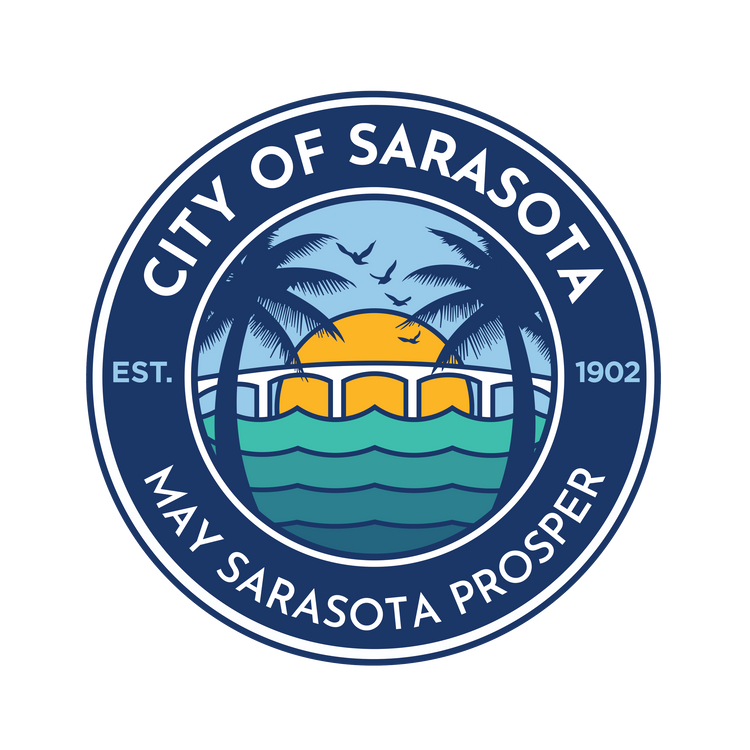 CITY OF SARASOTA
EST.
1902
MAY SARASOTA PROSPER